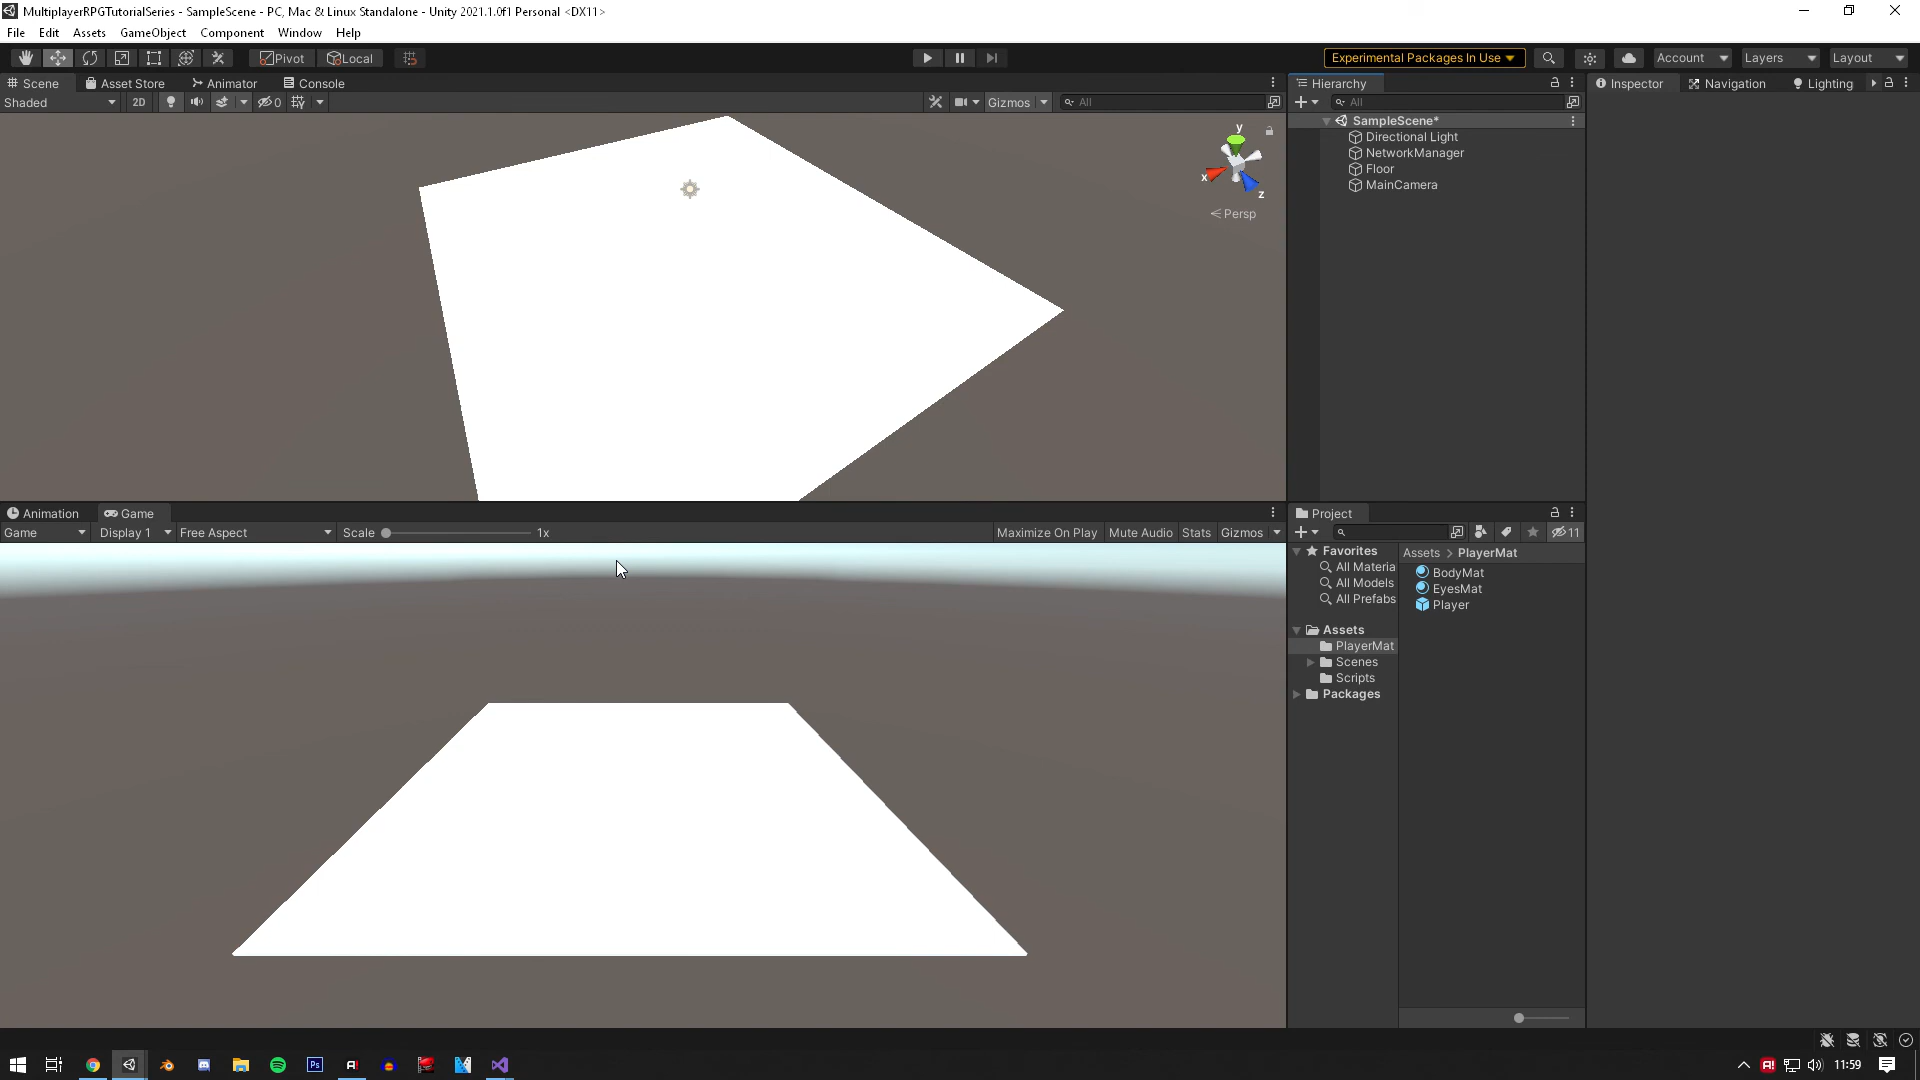 MultiplayerRPGTutorialSeries - SampleScene - PC, Mac & Linux Standalone - Unity 2021.1.0f1 Personal <DX11>
File Edit Assets GameObject Component Window Help
Pivot Local Experimental Packages In Use Account Layers Layout
Scene Asset Store Animator Console
Shaded 2D 0 Gizmos All
y
x
z
Persp
Hierarchy
All
SampleScene*
Directional Light
NetworkManager
Floor
MainCamera
Inspector Navigation Lighting
Animation Game
Game Display 1 Free Aspect Scale 1x Maximize On Play Mute Audio Stats Gizmos
Project
11
Favorites
All Materia
All Models
All Prefabs
Assets
PlayerMat
Scenes
Scripts
Packages
Assets > PlayerMat
BodyMat
EyesMat
Player
Ps
11:59